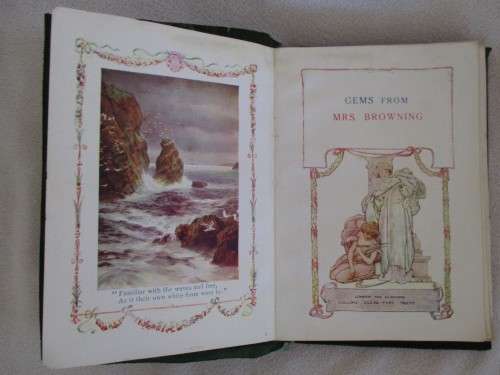 "Familiar with the waves and free,
As if their own white foam were he."
GEMS FROM
MRS. BROWNING